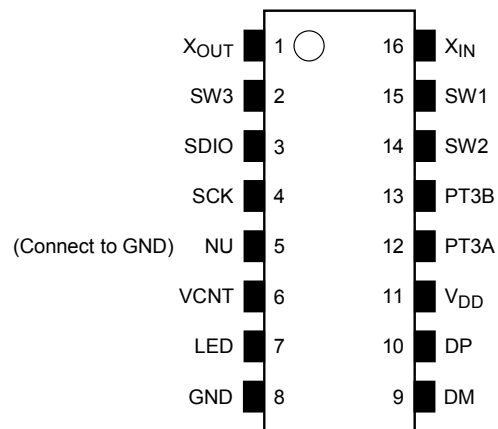 XOUT 1 16 XIN
SW3 2 15 SW1
SDIO 3 14 SW2
SCK 4 13 PT3B
(Connect to GND) NU 5 12 PT3A
VCNT 6 11 VDD
LED 7 10 DP
GND 8 9 DM